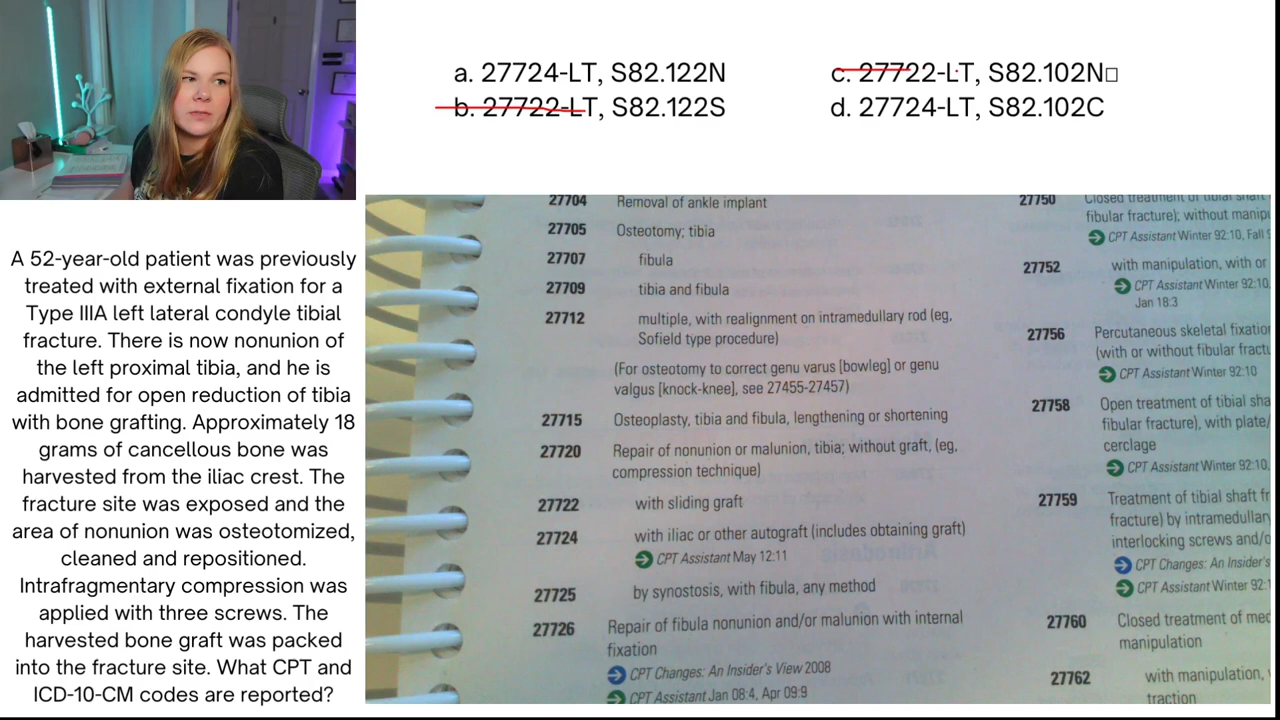 a. 27724-LT, S82.122N
b. 27722-LT, S82.122S
c. 27722-LT, S82.102N□
d. 27724-LT, S82.102C
A 52-year-old patient was previously
treated with external fixation for a
Type IIIA left lateral condyle tibial
fracture. There is now nonunion of
the left proximal tibia, and he is
admitted for open reduction of tibia
with bone grafting. Approximately 18
grams of cancellous bone was
harvested from the iliac crest. The
fracture site was exposed and the
area of nonunion was osteotomized,
cleaned and repositioned.
Intrafragmentary compression was
applied with three screws. The
harvested bone graft was packed
into the fracture site. What CPT and
ICD-10-CM codes are reported?
27704 Removal of ankle implant
27705 Osteotomy; tibia
27707 fibula
27709 tibia and fibula
27712 multiple, with realignment on intramedullary rod (eg,
Sofield type procedure)
(For osteotomy to correct genu varus [bowleg] or genu
valgus [knock-knee], see 27455-27457)
27715 Osteoplasty, tibia and fibula, lengthening or shortening
27720 Repair of nonunion or malunion, tibia; without graft, (eg,
compression technique)
27722 with sliding graft
27724 with iliac or other autograft (includes obtaining graft)
CPT Assistant May 12:11
27725 by synostosis, with fibula, any method
27726 Repair of fibula nonunion and/or malunion with internal
fixation
CPT Changes: An Insider's View 2008
CPT Assistant Jan 08:4, Apr 09:9
27750 Closed treatment of tibial shaft
fibular fracture); without manipu
CPT Assistant Winter 92:10, Fall
27752 with manipulation, with or
CPT Assistant Winter 92:10,
Jan 18:3
27756 Percutaneous skeletal fixatio
(with or without fibular fractu
CPT Assistant Winter 92:10
27758 Open treatment of tibial sha
fibular fracture), with plate/
cerclage
CPT Assistant Winter 92:10,
27759 Treatment of tibial shaft fr
fracture) by intramedullary
interlocking screws and/o
CPT Changes: An Insider's
CPT Assistant Winter 92:1
27760 Closed treatment of med
manipulation
27762 with manipulation,
traction